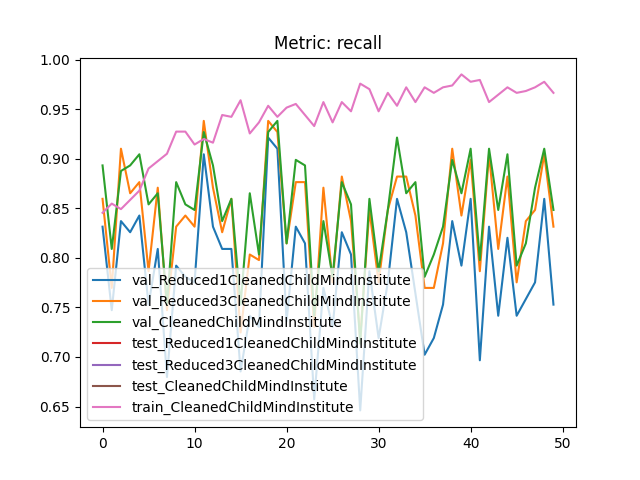 Metric: recall
1.00
0.95
0.90
0.85
0.80
0.75
0.70
0.65
val_Reduced1CleanedChildMindInstitute
val_Reduced3CleanedChildMindInstitute
val_CleanedChildMindInstitute
test_Reduced1CleanedChildMindInstitute
test_Reduced3CleanedChildMindInstitute
test_CleanedChildMindInstitute
train_CleanedChildMindInstitute
0 10 20 30 40 50